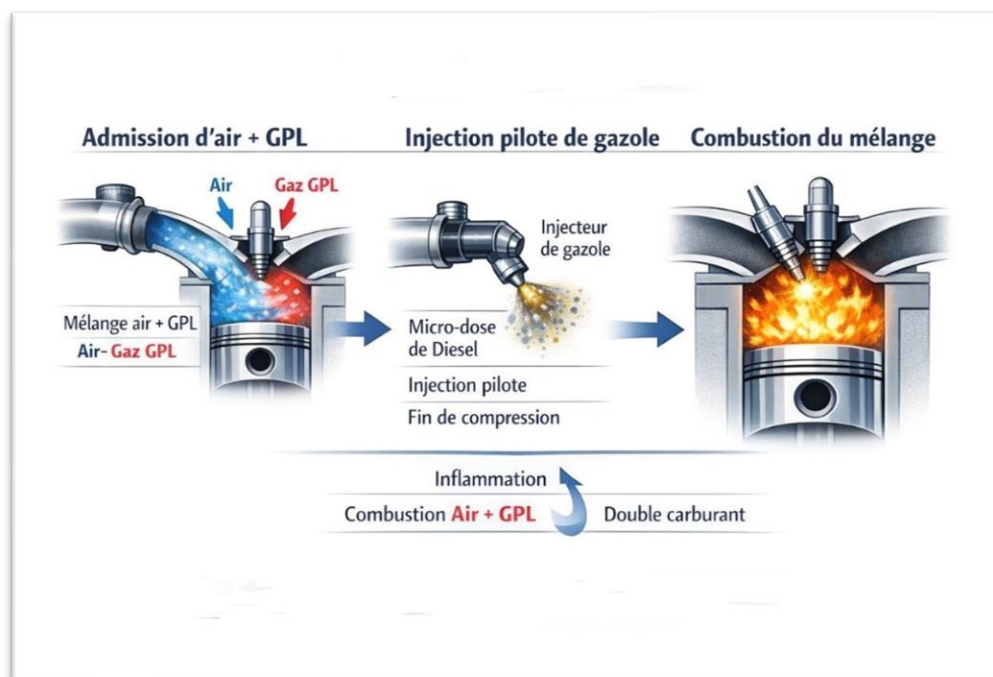 Admission d'air + GPL
Injection pilote de gazole
Combustion du mélange
Air
Gaz GPL
Mélange air + GPL
Air- Gaz GPL
Injecteur
de gazole
Micro-dose
de Diesel
Injection pilote
Fin de compression
Inflammation
Combustion Air + GPL
Double carburant